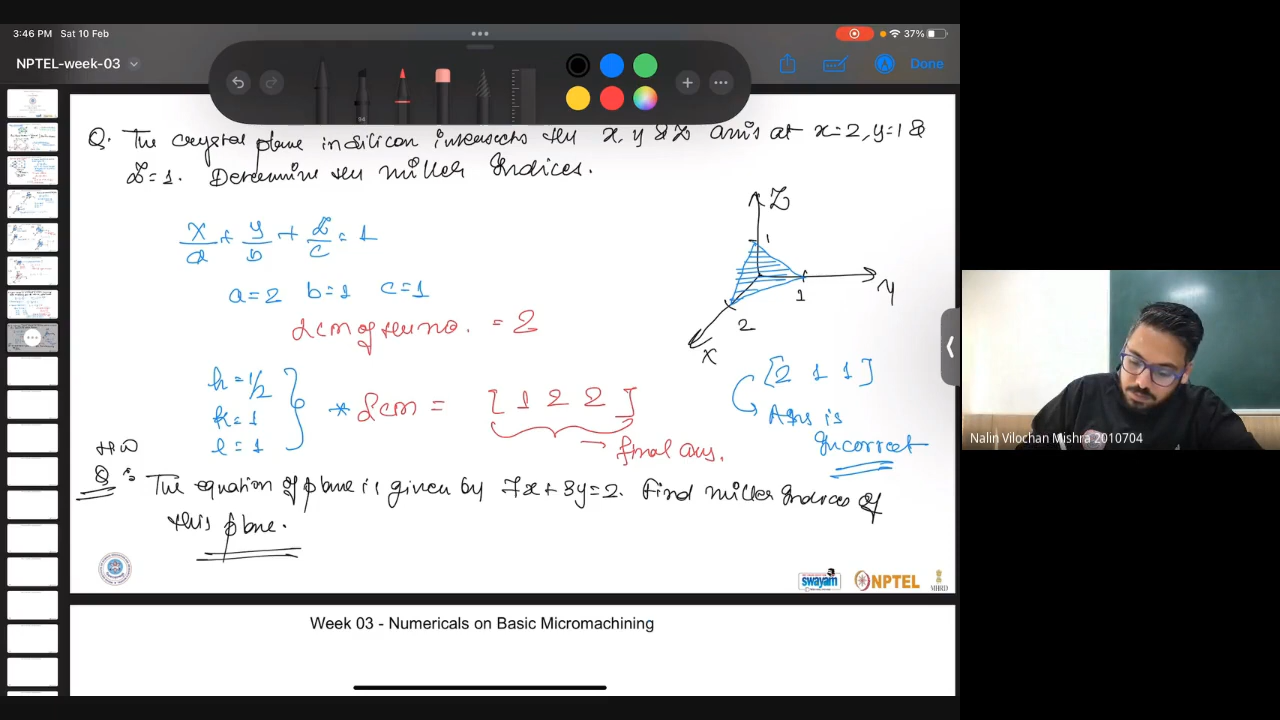 3:46 PM Sat 10 Feb
37%
NPTEL-week-03
Done
Q. The crystal plane in silicon intersects the x, y & z axis at x=2, y=1 &
z=1. Determine the miller Indices.
x/a + y/b + z/c = 1
a=2 b=1 c=1
LCM of the no. = 2
h = 1/2
k = 1
l = 1
* LCM = [1 2 2]
final ans.
Z
1
1
y
2
x
[2 1 1]
Ans is
Incorrect
HW
Q: The equation of plane is given by 7x + 3y = 2. Find miller Indices of
this plane.
swayam
NPTEL
MHRD
Week 03 - Numericals on Basic Micromachining
Nalin Vilochan Mishra 2010704